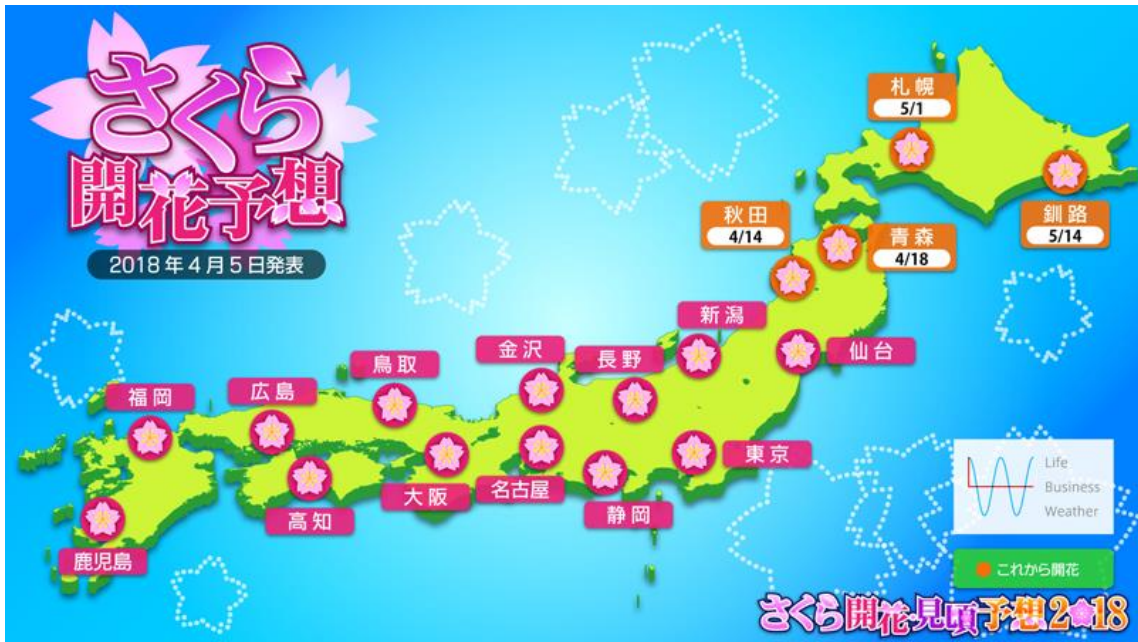 さくら
開花予想
2018年4月5日発表
札幌
5/1
釧路
5/14
秋田
4/14
青森
4/18
新潟
仙台
金沢
長野
鳥取
広島
福岡
東京
名古屋
大阪
静岡
高知
鹿児島
Life
Business
Weather
これから開花
さくら開花・見頃予想2018